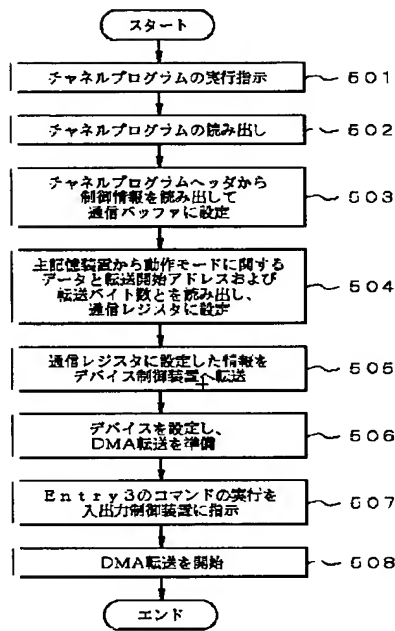 スタート
チャネルプログラムの実行指示
501
チャネルプログラムの読み出し
502
チャネルプログラムヘッダから
制御情報を読み出して
通信バッファに設定
503
主記憶装置から動作モードに関する
データと転送開始アドレスおよび
転送バイト数とを読み出し、
通信レジスタに設定
504
通信レジスタに設定した情報を
デバイス制御装置へ転送
505
デバイスを設定し、
DMA転送を準備
506
Entry3のコマンドの実行を
入出力制御装置に指示
507
DMA転送を開始
508
エンド